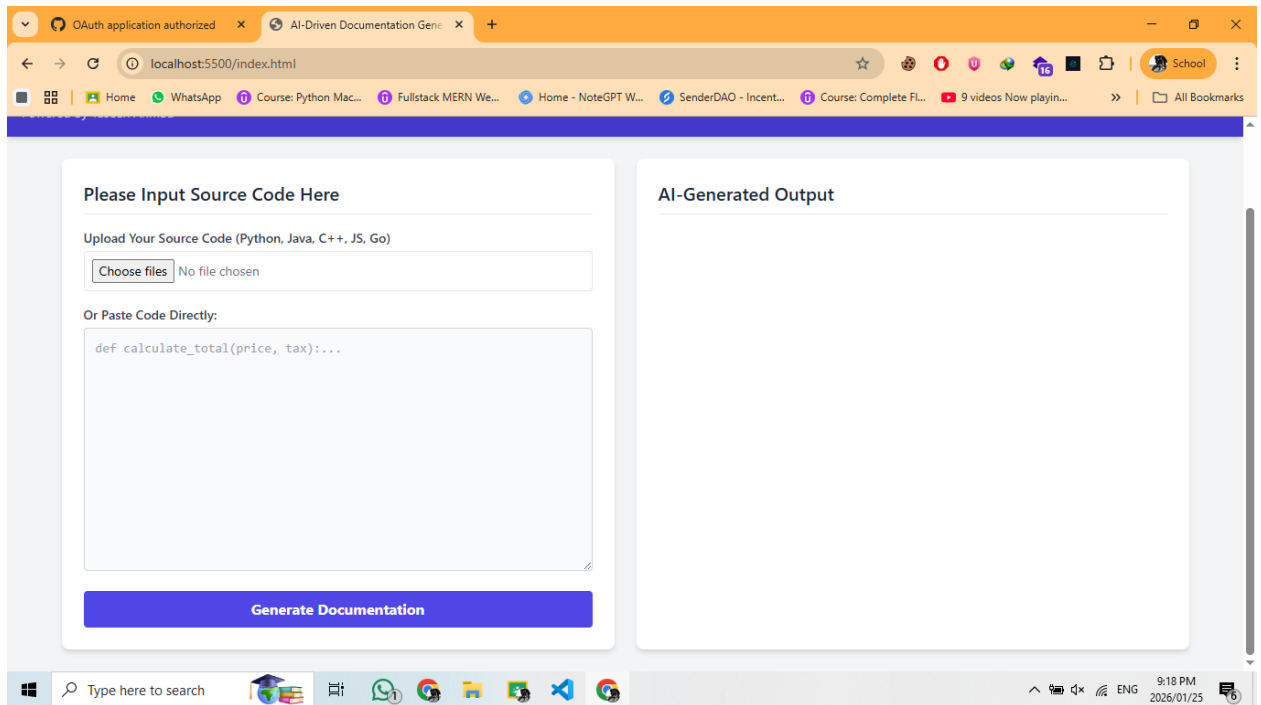 OAuth application authorized
AI-Driven Documentation Gene
localhost:5500/index.html
16
School
Home
WhatsApp
Course: Python Mac...
Fullstack MERN We...
Home - NoteGPT W...
SenderDAO - Incent...
Course: Complete Fl...
9 videos Now playin...
All Bookmarks
Please Input Source Code Here
Upload Your Source Code (Python, Java, C++, JS, Go)
Choose files No file chosen
Or Paste Code Directly:
def calculate_total(price, tax):...
Generate Documentation
AI-Generated Output
Type here to search
1
ENG
9:18 PM
2026/01/25
6